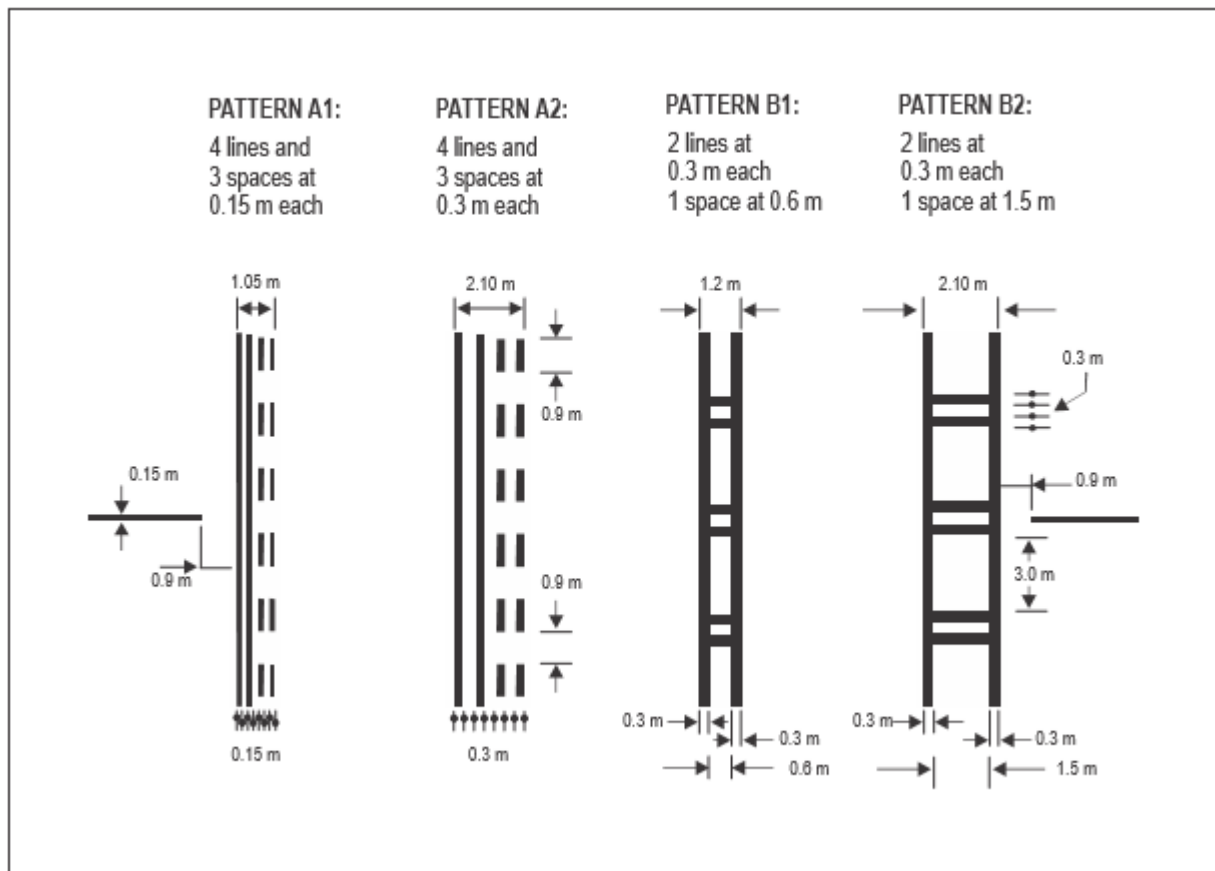 PATTERN A1:
4 lines and
3 spaces at
0.15 m each
PATTERN A2:
4 lines and
3 spaces at
0.3 m each
PATTERN B1:
2 lines at
0.3 m each
1 space at 0.6 m
PATTERN B2:
2 lines at
0.3 m each
1 space at 1.5 m
1.05 m
2.10 m
1.2 m
2.10 m
0.3 m
0.9 m
0.15 m
0.9 m
0.9 m
0.9 m
3.0 m
0.15 m
0.3 m
0.3 m
0.3 m
0.6 m
0.3 m
0.3 m
1.5 m